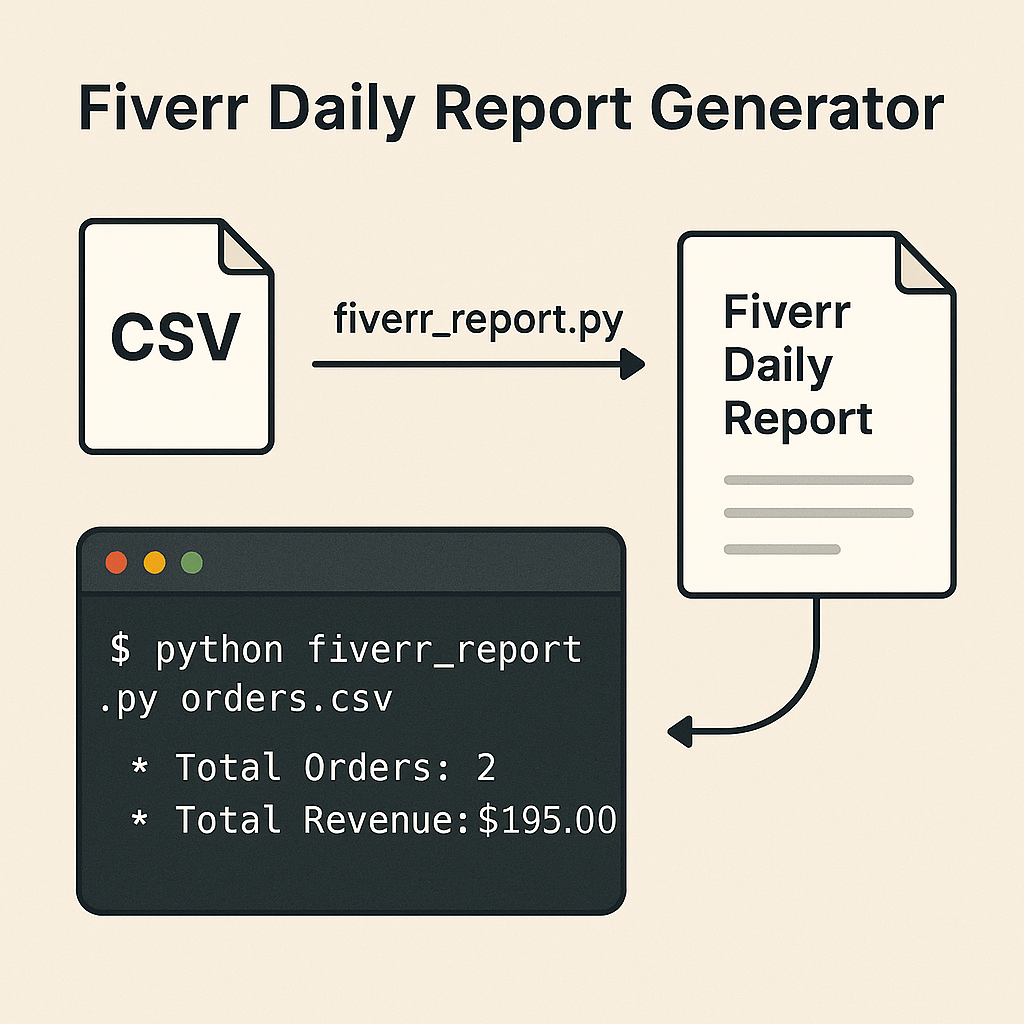 Fiverr Daily Report Generator
CSV
fiverr_report.py
Fiverr
Daily
Report
$ python fiverr_report
.py orders.csv
* Total Orders: 2
* Total Revenue: $195.00